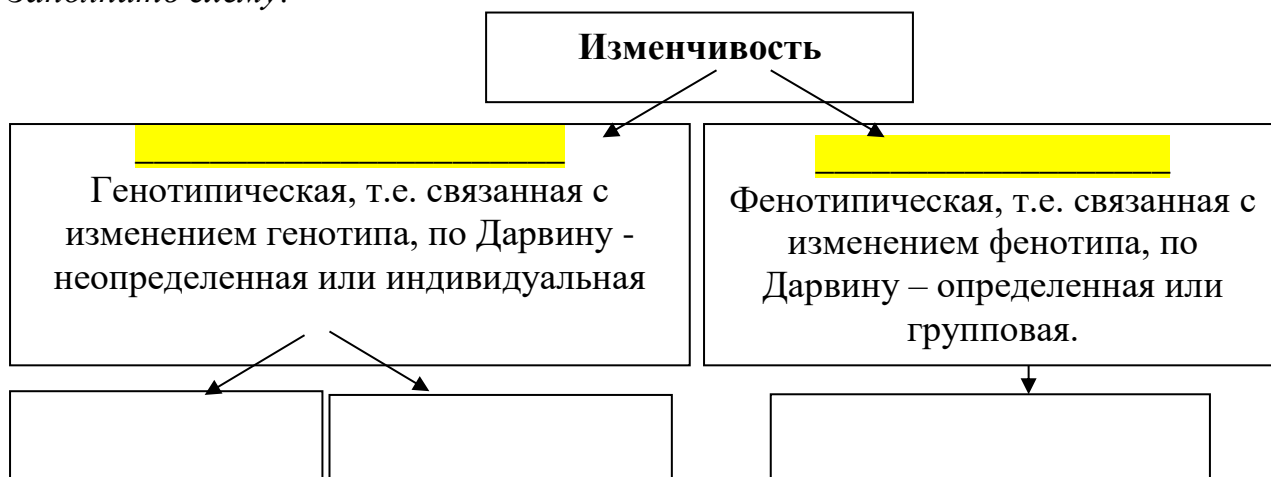 Заполните схему.
Изменчивость
Генотипическая, т.е. связанная с
изменением генотипа, по Дарвину -
неопределенная или индивидуальная
Фенотипическая, т.е. связанная с
изменением фенотипа, по
Дарвину – определенная или
групповая.